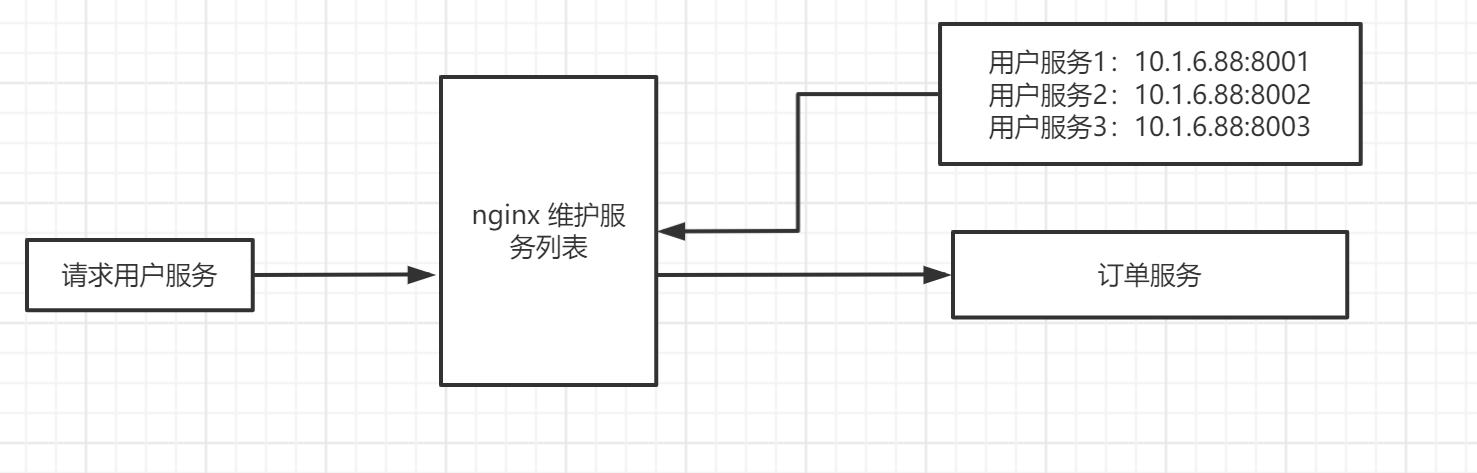 用户服务1：10.1.6.88:8001
用户服务2：10.1.6.88:8002
用户服务3：10.1.6.88:8003
nginx 维护服
务列表
请求用户服务
订单服务